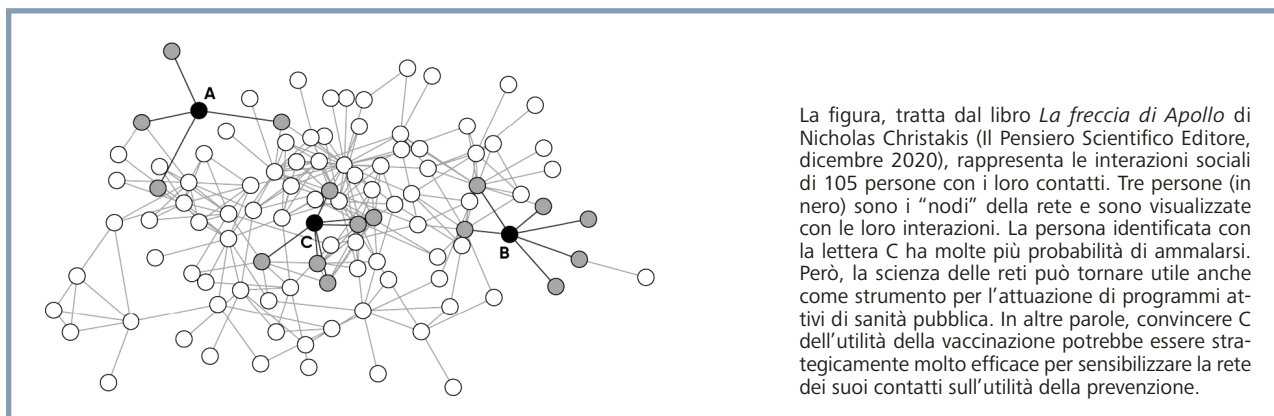 A
C
B
La figura, tratta dal libro La freccia di Apollo di
Nicholas Christakis (Il Pensiero Scientifico Editore,
dicembre 2020), rappresenta le interazioni sociali
di 105 persone con i loro contatti. Tre persone (in
nero) sono i “nodi” della rete e sono visualizzate
con le loro interazioni. La persona identificata con
la lettera C ha molte più probabilità di ammalarsi.
Però, la scienza delle reti può tornare utile anche
come strumento per l’attuazione di programmi at-
tivi di sanità pubblica. In altre parole, convincere C
dell’utilità della vaccinazione potrebbe essere stra-
tegicamente molto efficace per sensibilizzare la rete
dei suoi contatti sull’utilità della prevenzione.